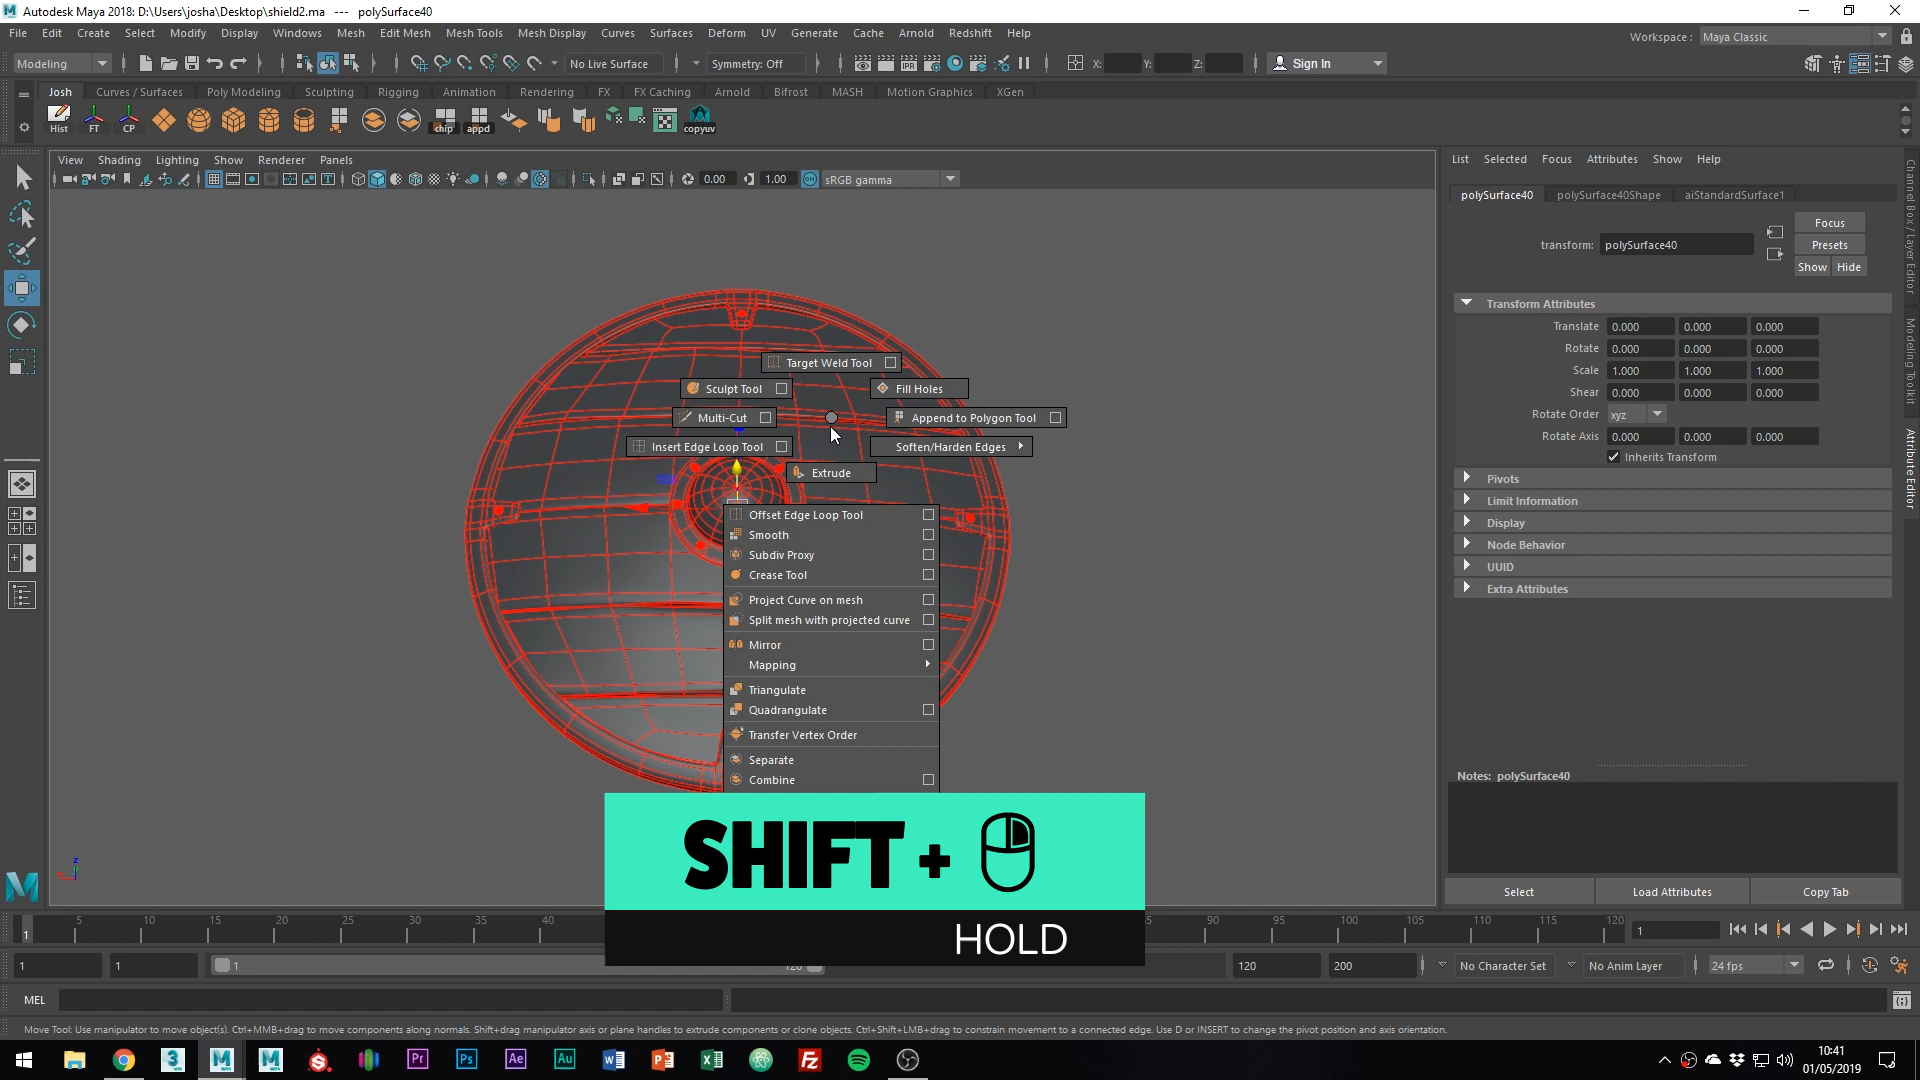 Autodesk Maya 2018: D:\Users\josha\Desktop\shield2.ma --- polySurface40
File Edit Create Select Modify Display Windows Mesh Edit Mesh Mesh Tools Mesh Display Curves Surfaces Deform UV Generate Cache Arnold Redshift Help
Workspace : Maya Classic
Modeling No Live Surface Symmetry: Off X: Y: Z: Sign In
Josh Curves / Surfaces Poly Modeling Sculpting Rigging Animation Rendering FX FX Caching Arnold Bifrost MASH Motion Graphics XGen
Hist FT CP chip appd copyuv
View Shading Lighting Show Renderer Panels
0.00 1.00 sRGB gamma
Target Weld Tool
Sculpt Tool Fill Holes
Multi-Cut Append to Polygon Tool
Insert Edge Loop Tool Soften/Harden Edges
Extrude
Offset Edge Loop Tool
Smooth
Subdiv Proxy
Crease Tool
Project Curve on mesh
Split mesh with projected curve
Mirror
Mapping
Triangulate
Quadrangulate
Transfer Vertex Order
Separate
Combine
SHIFT +
HOLD
List Selected Focus Attributes Show Help
polySurface40 polySurface40Shape aiStandardSurface1
transform: polySurface40
Focus
Presets
Show Hide
Transform Attributes
Translate 0.000 0.000 0.000
Rotate 0.000 0.000 0.000
Scale 1.000 1.000 1.000
Shear 0.000 0.000 0.000
Rotate Order xyz
Rotate Axis 0.000 0.000 0.000
Inherits Transform
Pivots
Limit Information
Display
Node Behavior
UUID
Extra Attributes
Notes: polySurface40
Select Load Attributes Copy Tab
Channel Box / Layer Editor
Modeling Toolkit
Attribute Editor
z
1 5 10 15 20 25 30 35 40 90 95 100 105 110 115 120
1
1 1 1 120 120 200 No Character Set No Anim Layer 24 fps
MEL
Move Tool: Use manipulator to move object(s). Ctrl+MMB+drag to move components along normals. Shift+drag manipulator axis or plane handles to extrude components or clone objects. Ctrl+Shift+LMB+drag to constrain movement to a connected edge. Use D or INSERT to change the pivot position and axis orientation.
10:41
01/05/2019